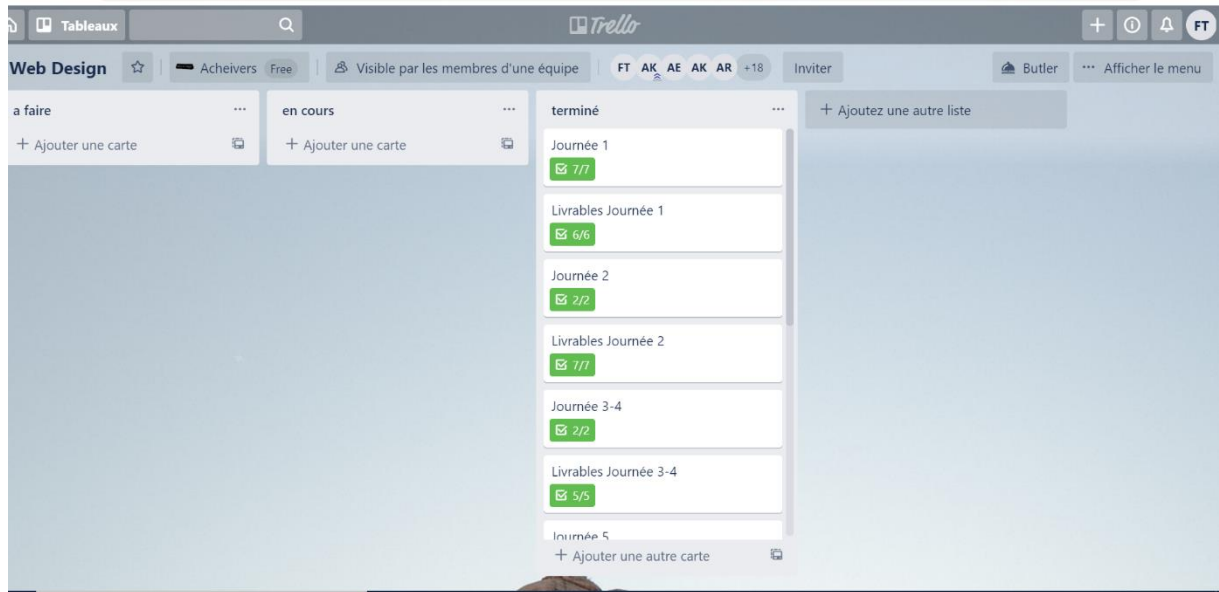 Tableaux
Trello
FT
Web Design
Acheivers Free
Visible par les membres d'une équipe
FT AK AE AK AR +18
Inviter
Butler
··· Afficher le menu
a faire ···
+ Ajouter une carte
en cours ···
+ Ajouter une carte
terminé ···
Journée 1
7/7
Livrables Journée 1
6/6
Journée 2
2/2
Livrables Journée 2
7/7
Journée 3-4
2/2
Livrables Journée 3-4
5/5
Journée 5
+ Ajouter une autre carte
+ Ajoutez une autre liste